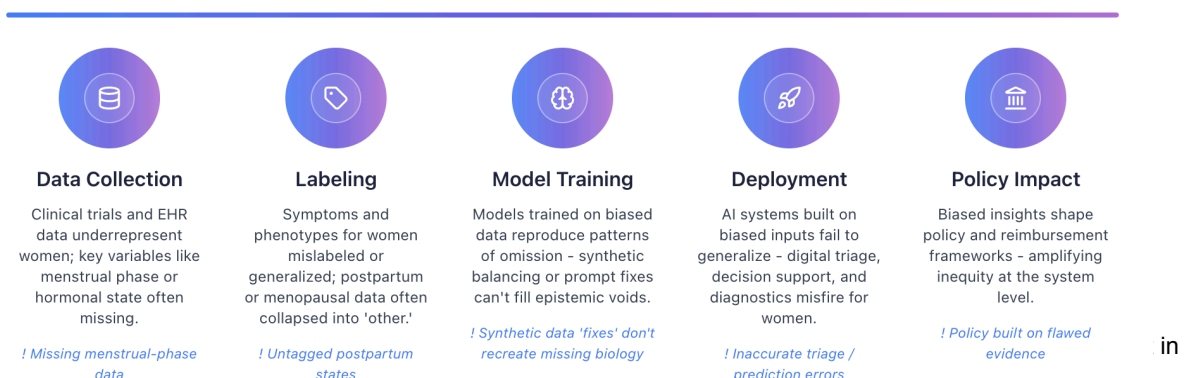 Data Collection
Clinical trials and EHR
data underrepresent
women; key variables like
menstrual phase or
hormonal state often
missing.
! Missing menstrual-phase
data
Labeling
Symptoms and
phenotypes for women
mislabeled or
generalized; postpartum
or menopausal data often
collapsed into 'other.'
! Untagged postpartum
states
Model Training
Models trained on biased
data reproduce patterns
of omission - synthetic
balancing or prompt fixes
can't fill epistemic voids.
! Synthetic data 'fixes' don't
recreate missing biology
Deployment
AI systems built on
biased inputs fail to
generalize - digital triage,
decision support, and
diagnostics misfire for
women.
! Inaccurate triage /
prediction errors
Policy Impact
Biased insights shape
policy and reimbursement
frameworks - amplifying
inequity at the system
level.
! Policy built on flawed
evidence
in